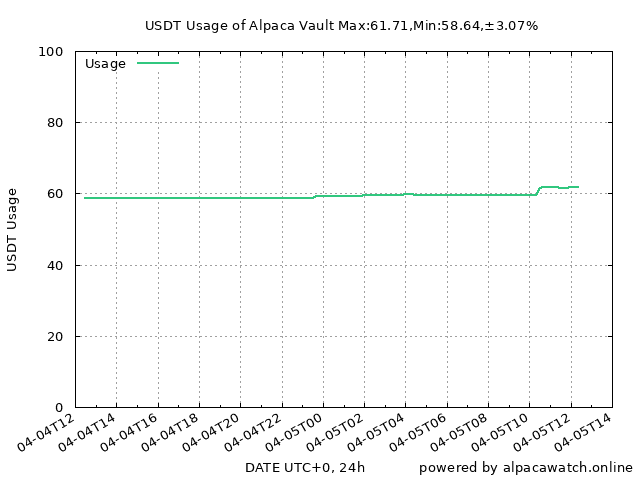 USDT Usage of Alpaca Vault Max:61.71,Min:58.64,±3.07%
Usage
100
80
60
40
20
0
USDT Usage
04-04T12
04-04T14
04-04T16
04-04T18
04-04T20
04-04T22
04-05T00
04-05T02
04-05T04
04-05T06
04-05T08
04-05T10
04-05T12
04-05T14
DATE UTC+0, 24h
powered by alpacawatch.online